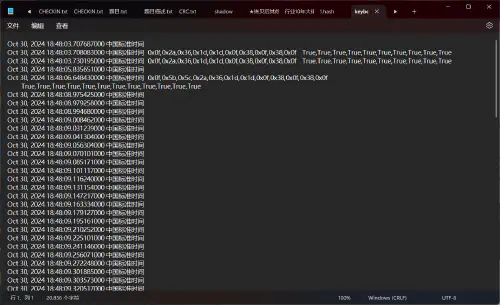 CHECKIN.txt CHECKIN.txt 题目.txt 题目描述.txt CRC.txt shadow 行业10年大 1.hash keybo
文件 编辑 查看
Oct 30, 2024 18:48:03.707687000 中国标准时间
Oct 30, 2024 18:48:03.708083000 中国标准时间 0x0f,0x2a,0x36,0x1d,0x1d,0x0f,0x38,0x0f,0x38,0x0f True,True,True,True,True,True,True,True,True,True
Oct 30, 2024 18:48:03.730195000 中国标准时间 0x0f,0x2a,0x36,0x1d,0x1d,0x0f,0x38,0x0f,0x38,0x0f True,True,True,True,True,True,True,True,True,True
Oct 30, 2024 18:48:05.035651000 中国标准时间
Oct 30, 2024 18:48:06.648430000 中国标准时间 0x0f,0x5b,0x5c,0x2a,0x36,0x1d,0x1d,0x0f,0x38,0x0f,0x38,0x0f
True,True,True,True,True,True,True,True,True,True,True,True
Oct 30, 2024 18:48:08.975425000 中国标准时间
Oct 30, 2024 18:48:08.979258000 中国标准时间
Oct 30, 2024 18:48:08.994680000 中国标准时间
Oct 30, 2024 18:48:09.008462000 中国标准时间
Oct 30, 2024 18:48:09.031239000 中国标准时间
Oct 30, 2024 18:48:09.041304000 中国标准时间
Oct 30, 2024 18:48:09.056304000 中国标准时间
Oct 30, 2024 18:48:09.070101000 中国标准时间
Oct 30, 2024 18:48:09.085171000 中国标准时间
Oct 30, 2024 18:48:09.101117000 中国标准时间
Oct 30, 2024 18:48:09.116240000 中国标准时间
Oct 30, 2024 18:48:09.131154000 中国标准时间
Oct 30, 2024 18:48:09.147217000 中国标准时间
Oct 30, 2024 18:48:09.163334000 中国标准时间
Oct 30, 2024 18:48:09.179127000 中国标准时间
Oct 30, 2024 18:48:09.195161000 中国标准时间
Oct 30, 2024 18:48:09.210252000 中国标准时间
Oct 30, 2024 18:48:09.225101000 中国标准时间
Oct 30, 2024 18:48:09.241146000 中国标准时间
Oct 30, 2024 18:48:09.256071000 中国标准时间
Oct 30, 2024 18:48:09.272248000 中国标准时间
Oct 30, 2024 18:48:09.301885000 中国标准时间
Oct 30, 2024 18:48:09.303573000 中国标准时间
Oct 30, 2024 18:48:09.320537000 中国标准时间
行 1，列 1 28,836 个字符 100% Windows (CRLF) UTF-8